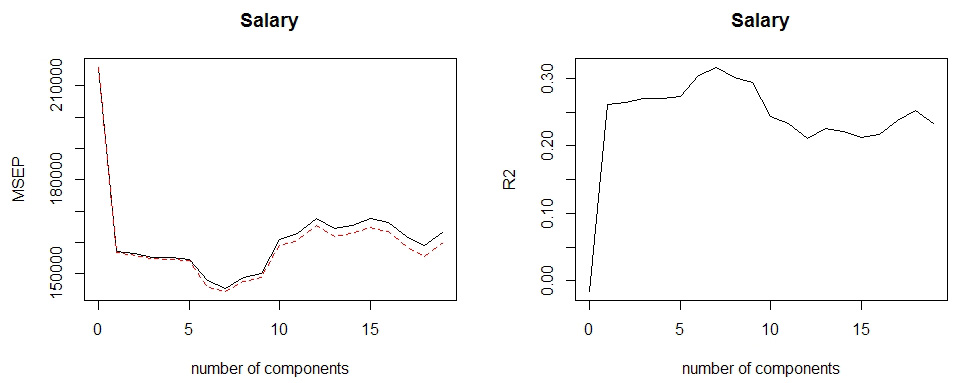 Salary
MSEP
150000
180000
210000
0
5
10
15
number of components
Salary
R2
0.00
0.10
0.20
0.30
0
5
10
15
number of components